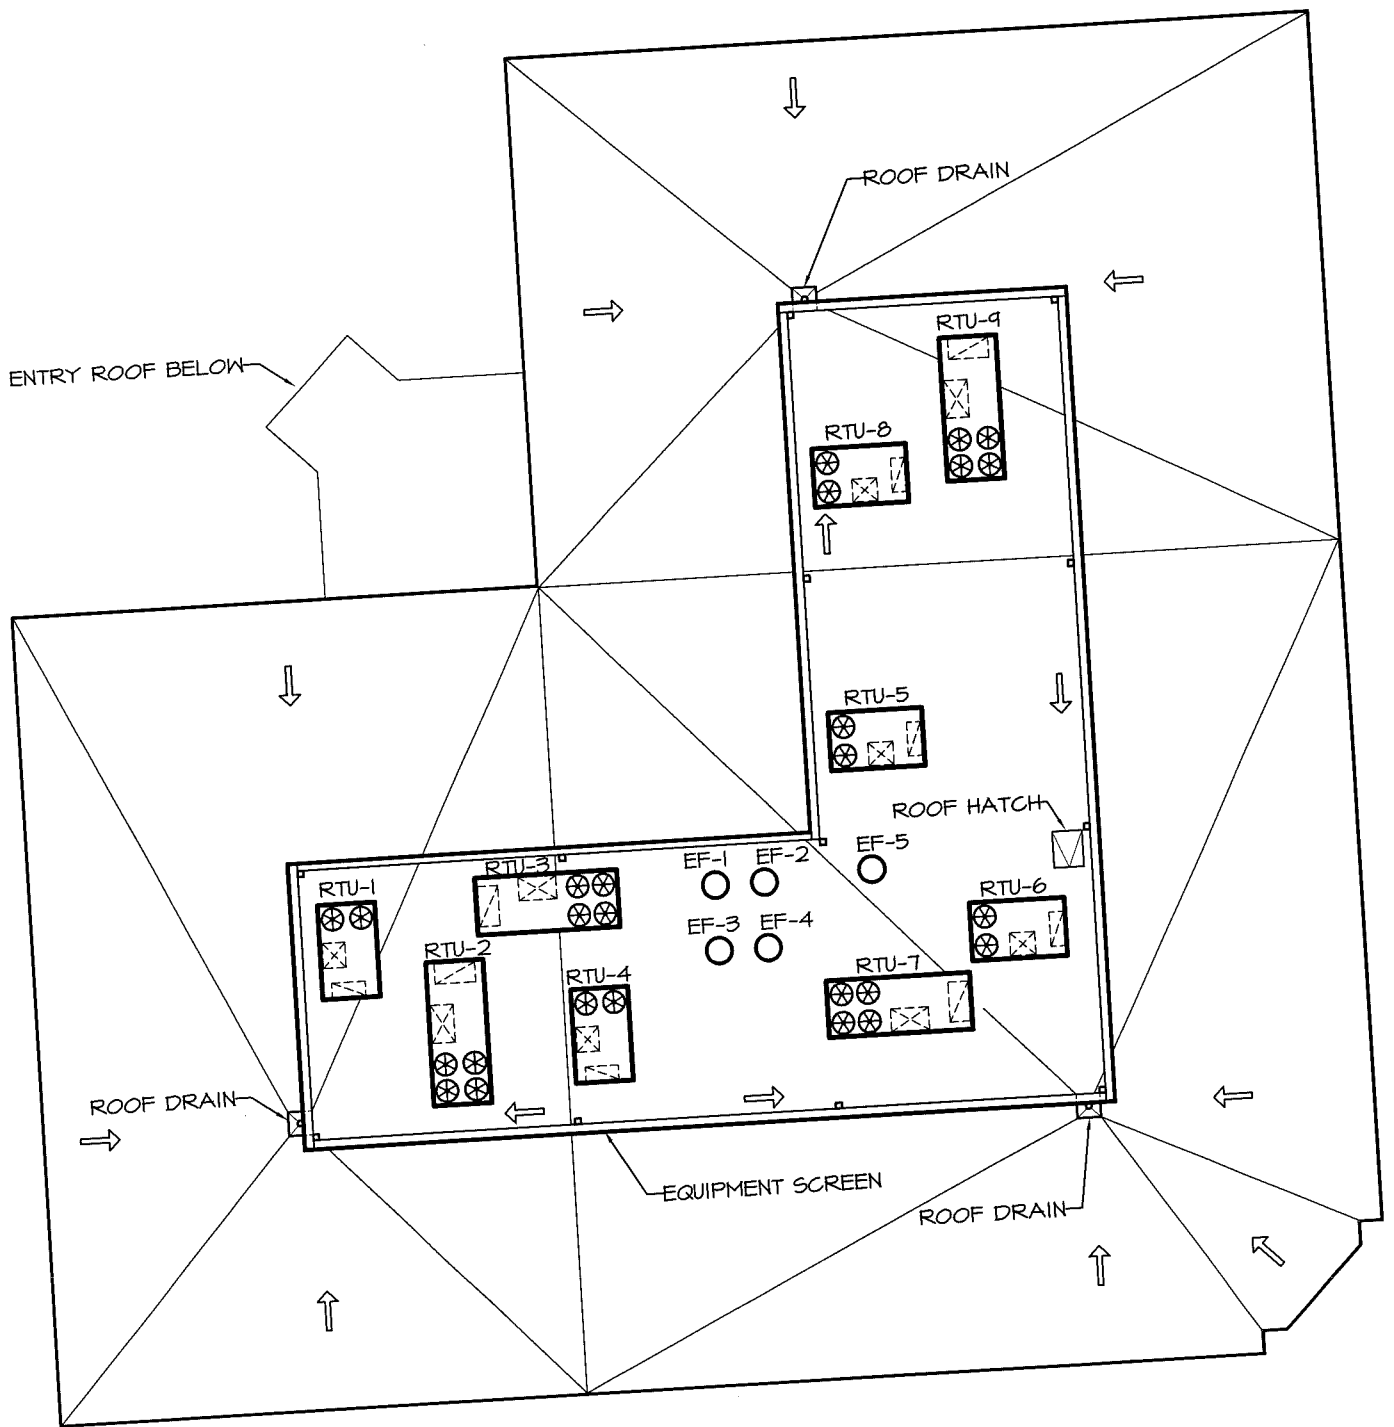 ROOF DRAIN
RTU-9
ENTRY ROOF BELOW
RTU-8
RTU-5
ROOF HATCH
EF-1
EF-2
EF-5
RTU-3
RTU-1
RTU-6
EF-3
EF-4
RTU-2
RTU-4
RTU-7
ROOF DRAIN
EQUIPMENT SCREEN
ROOF DRAIN